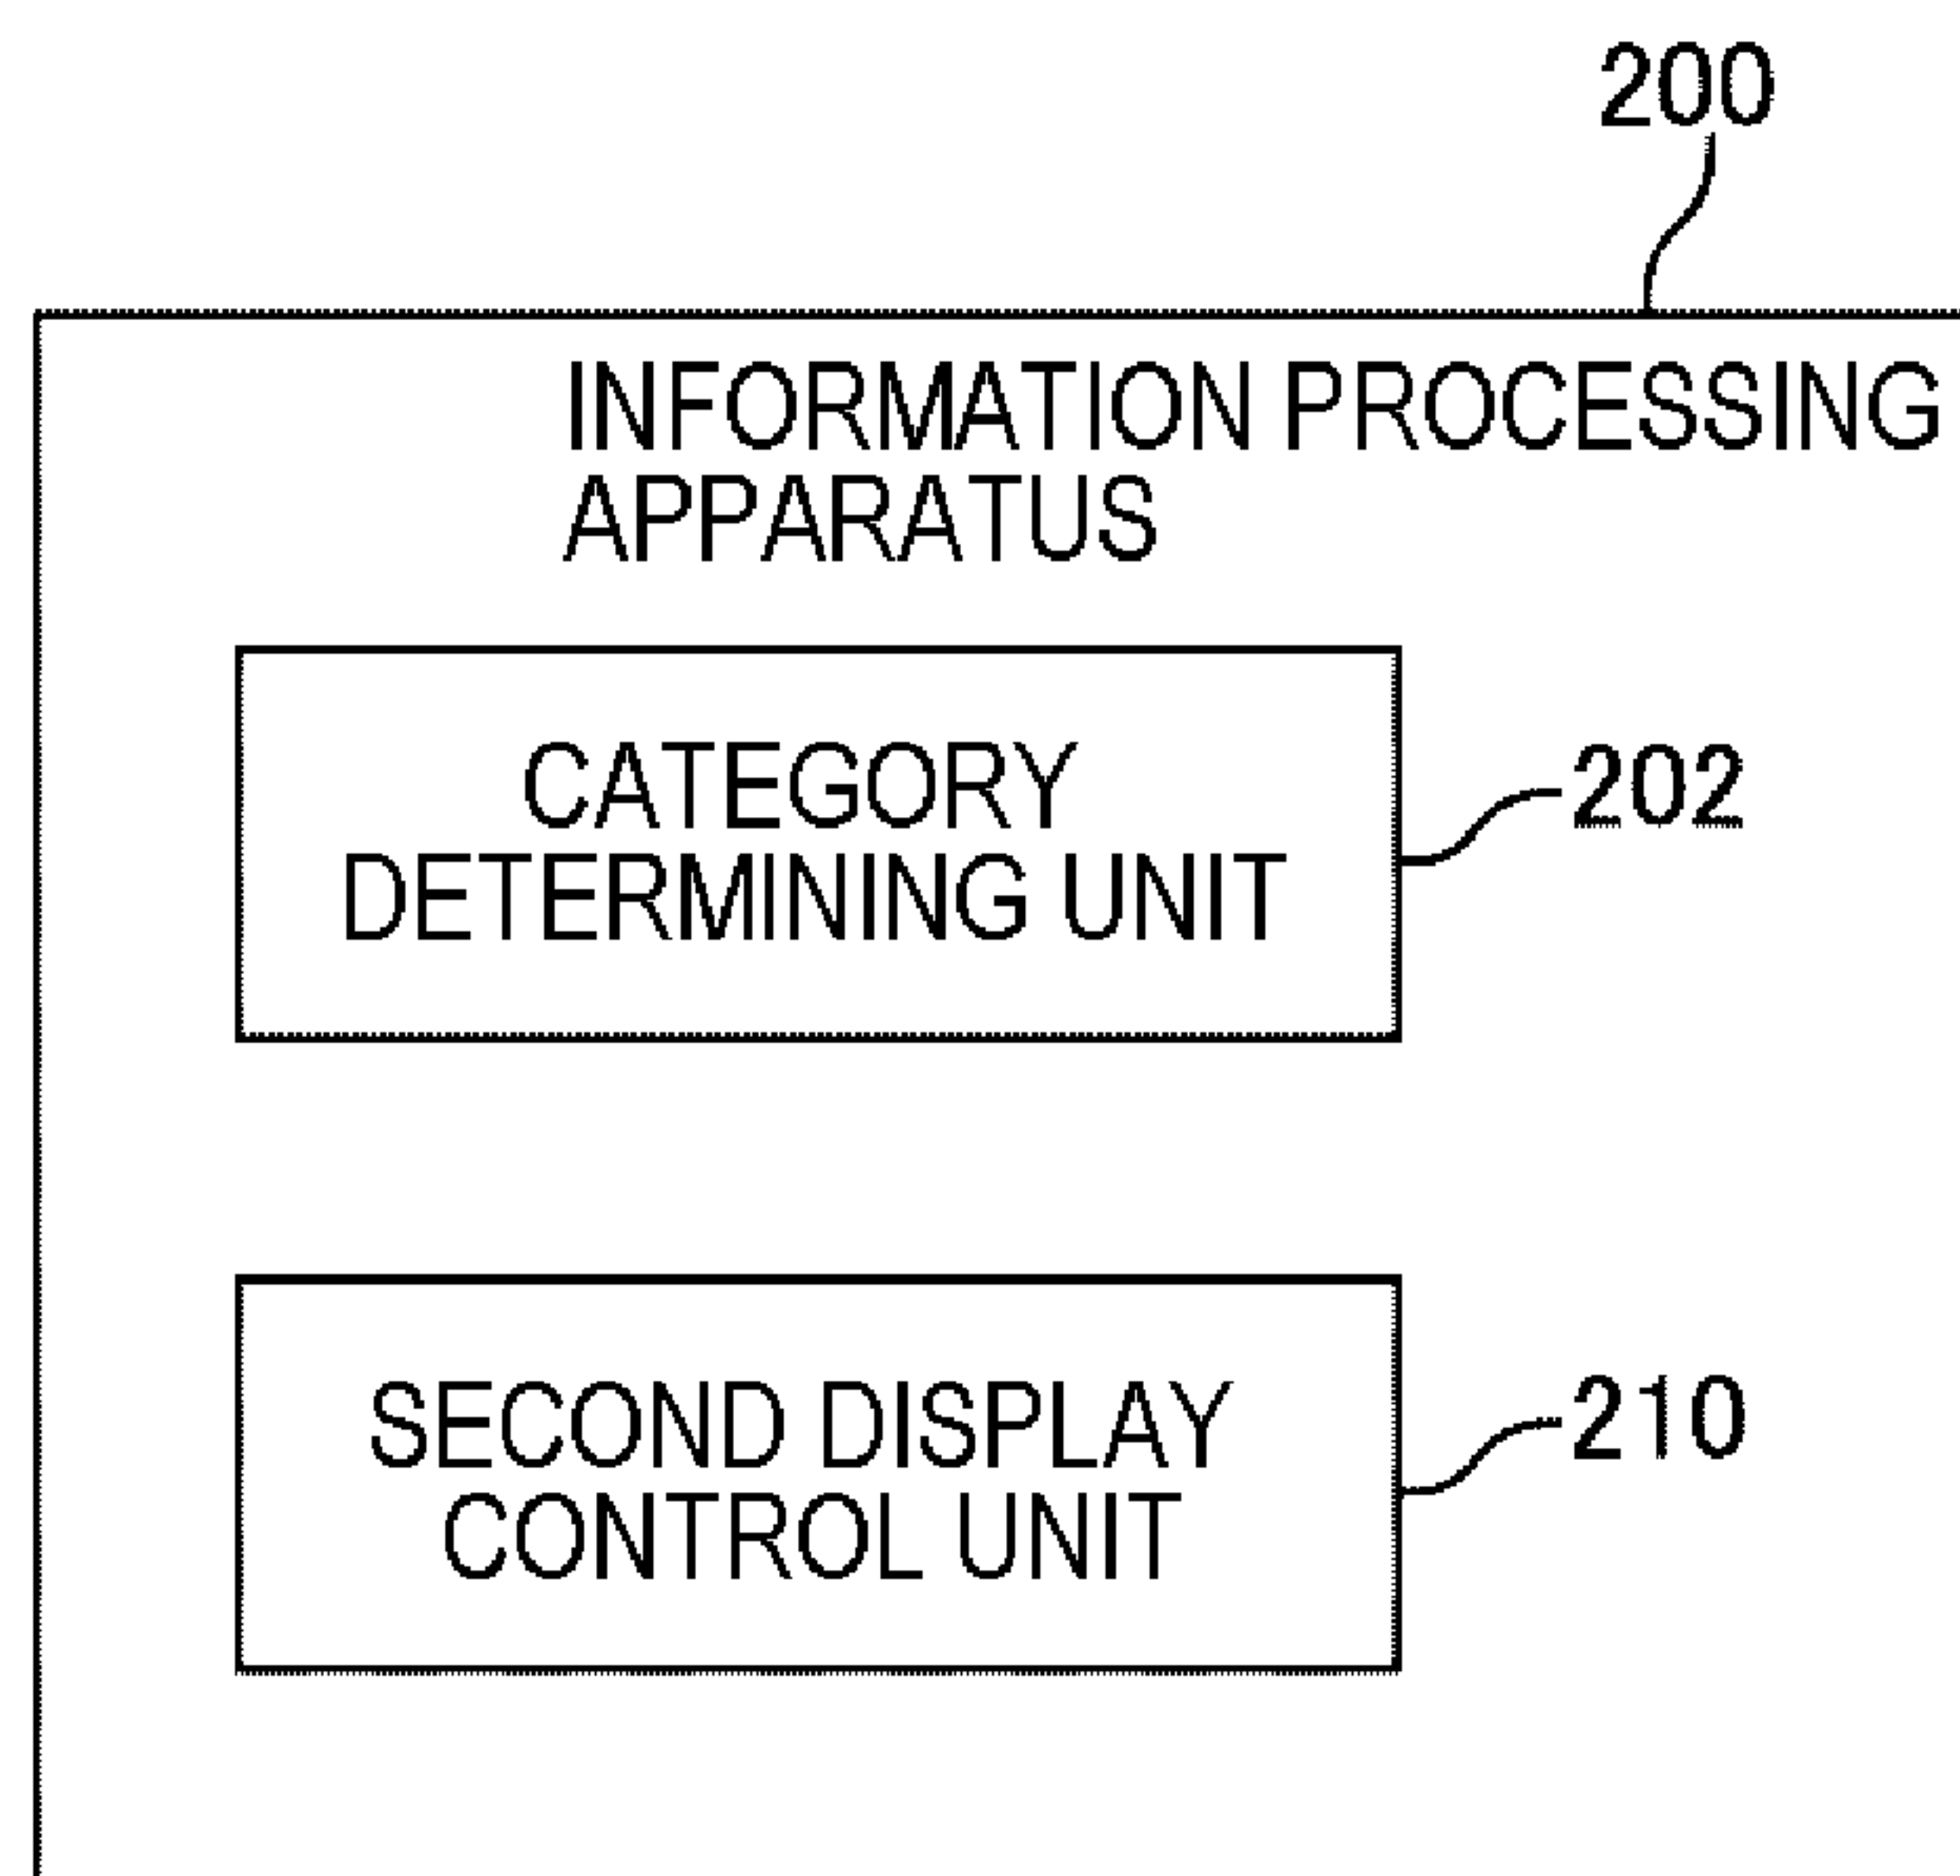 200
INFORMATION PROCESSING
APPARATUS
CATEGORY
DETERMINING UNIT
202
SECOND DISPLAY
CONTROL UNIT
210